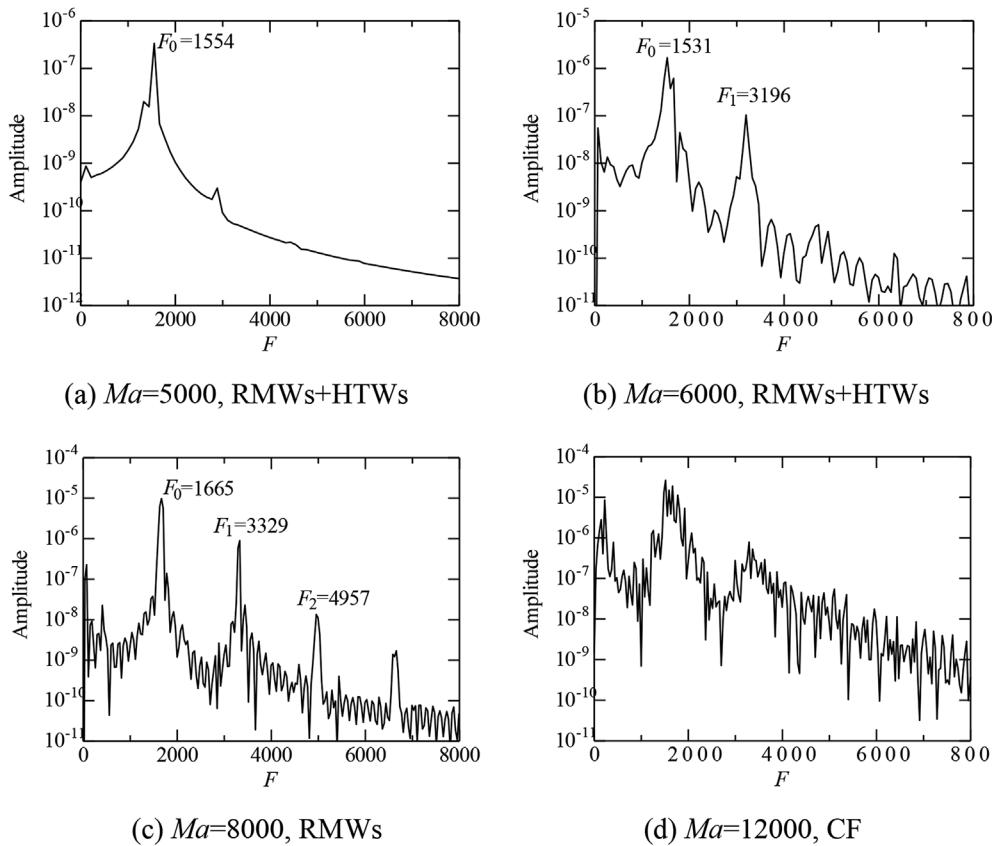 10-6
10-7
10-8
10-9
10-10
10-11
10-12
Amplitude
F0=1554
0 2000 4000 6000 8000
F
(a) Ma=5000, RMWs+HTWs
10-5
10-6
10-7
10-8
10-9
10-10
10-11
Amplitude
F0=1531
F1=3196
0 2000 4000 6000 800
F
(b) Ma=6000, RMWs+HTWs
10-4
10-5
10-6
10-7
10-8
10-9
10-10
10-11
Amplitude
F0=1665
F1=3329
F2=4957
0 2000 4000 6000 8000
F
(c) Ma=8000, RMWs
10-4
10-5
10-6
10-7
10-8
10-9
10-10
10-11
Amplitude
0 2000 4000 6000 800
F
(d) Ma=12000, CF